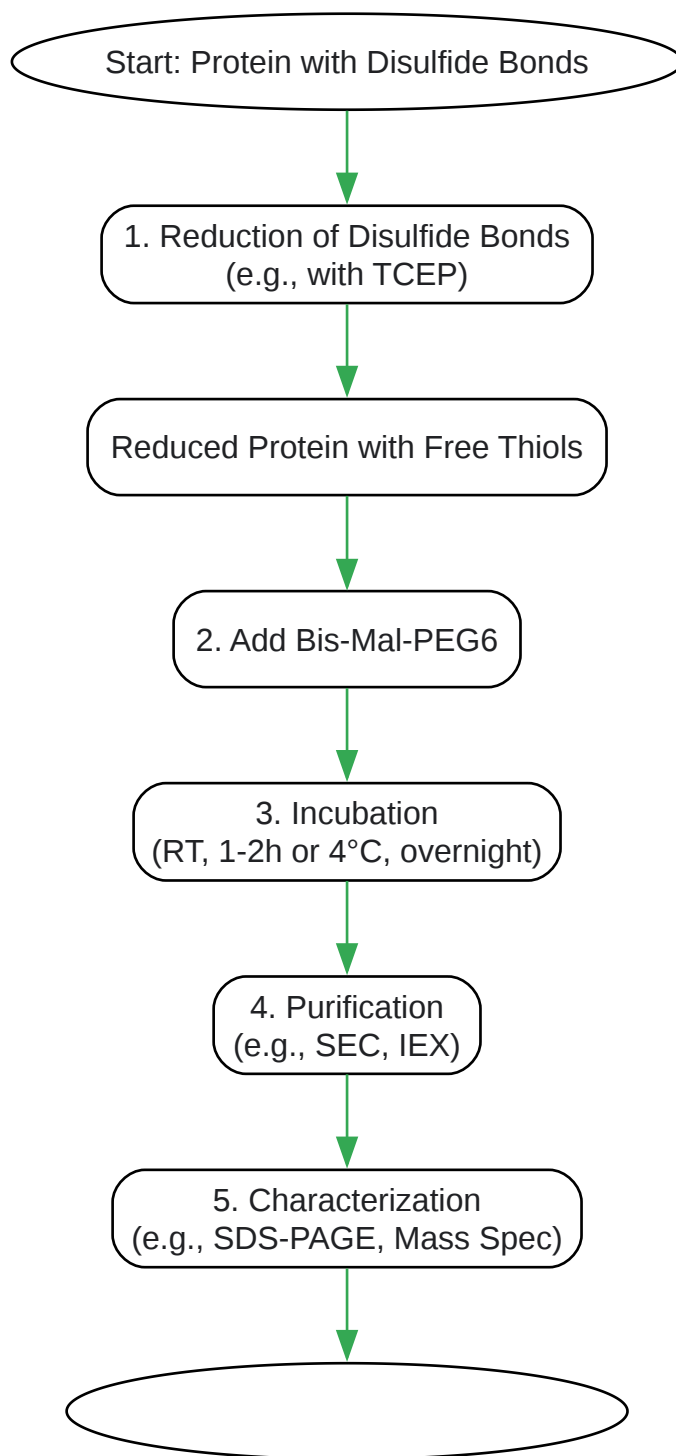 Start: Protein with Disulfide Bonds
1. Reduction of Disulfide Bonds
(e.g., with TCEP)
Reduced Protein with Free Thiols
2. Add Bis-Mal-PEG6
3. Incubation
(RT, 1-2h or 4°C, overnight)
4. Purification
(e.g., SEC, IEX)
5. Characterization
(e.g., SDS-PAGE, Mass Spec)